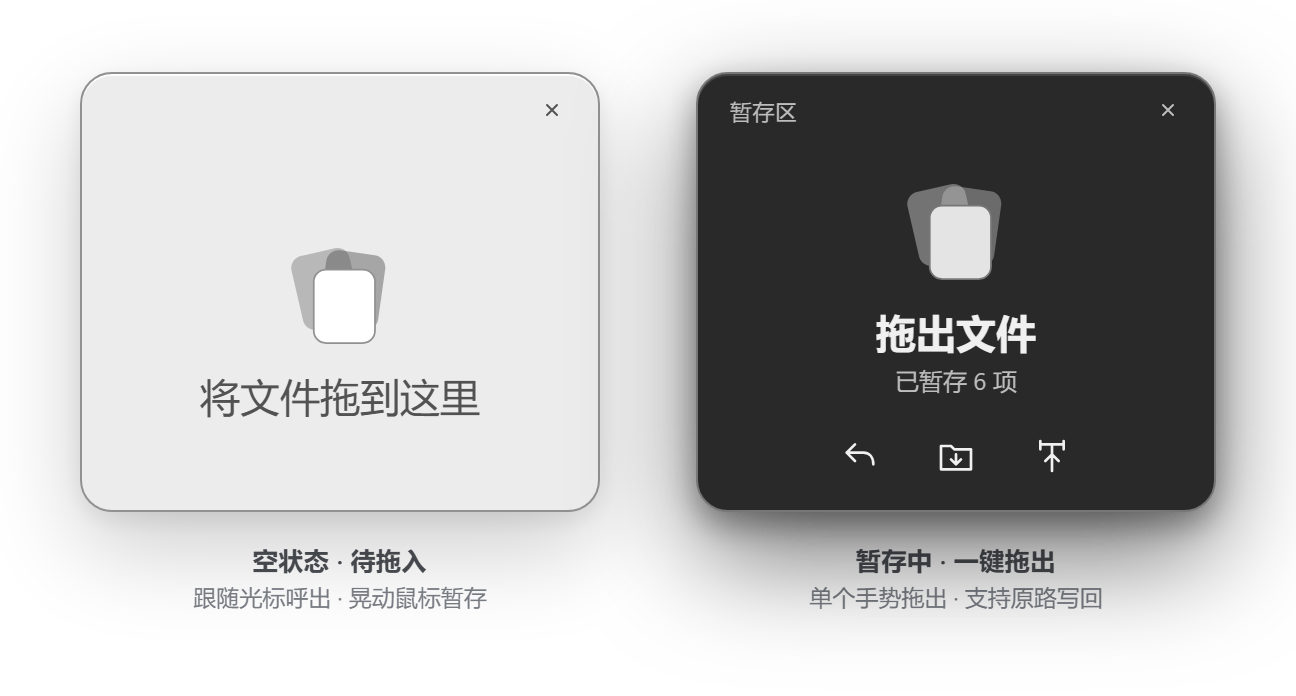 将文件拖到这里
空状态 · 待拖入
跟随光标呼出 · 晃动鼠标暂存
暂存区
拖出文件
已暂存 6 项
暂存中 · 一键拖出
单个手势拖出 · 支持原路写回